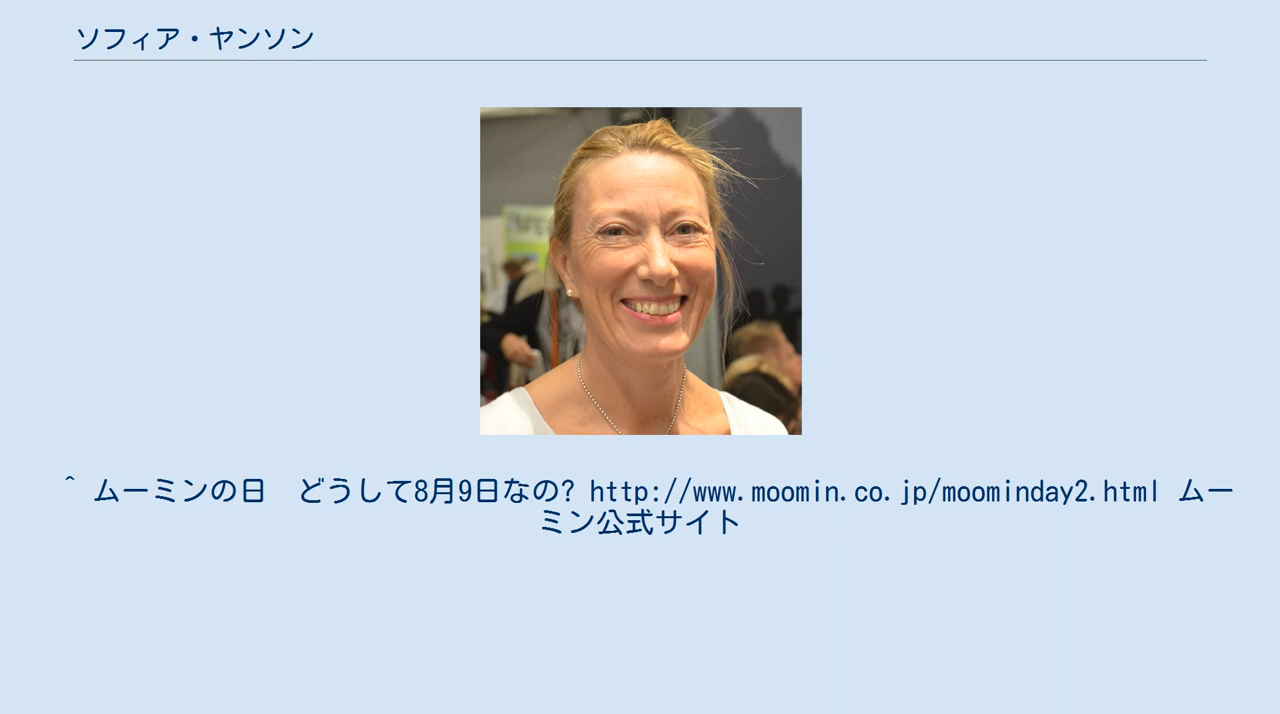 ソフィア・ヤンソン
^ ムーミンの日　どうして8月9日なの? http://www.moomin.co.jp/moominday2.html ムー
ミン公式サイト